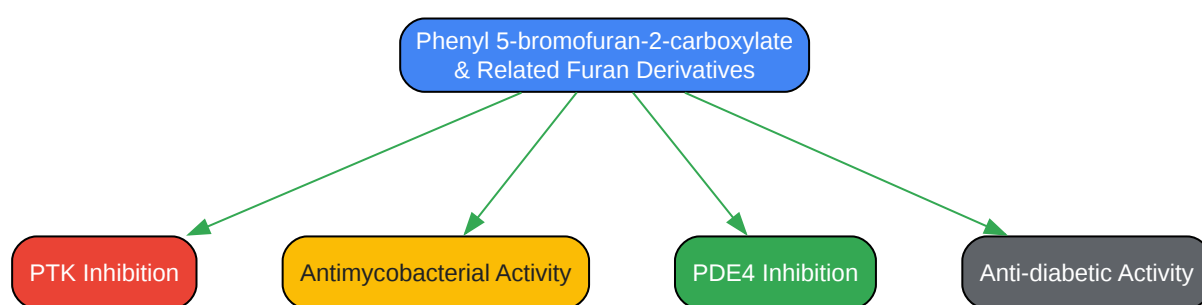 Phenyl 5-bromofuran-2-carboxylate
& Related Furan Derivatives
PTK Inhibition
Antimycobacterial Activity
PDE4 Inhibition
Anti-diabetic Activity